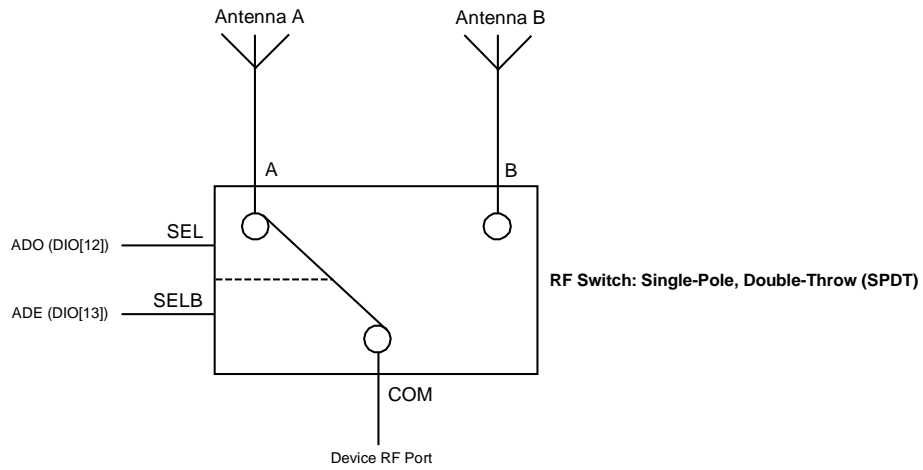 Antenna A
Antenna B
A
B
SEL
ADO (DIO[12])
RF Switch: Single-Pole, Double-Throw (SPDT)
SELB
ADE (DIO[13])
COM
Device RF Port